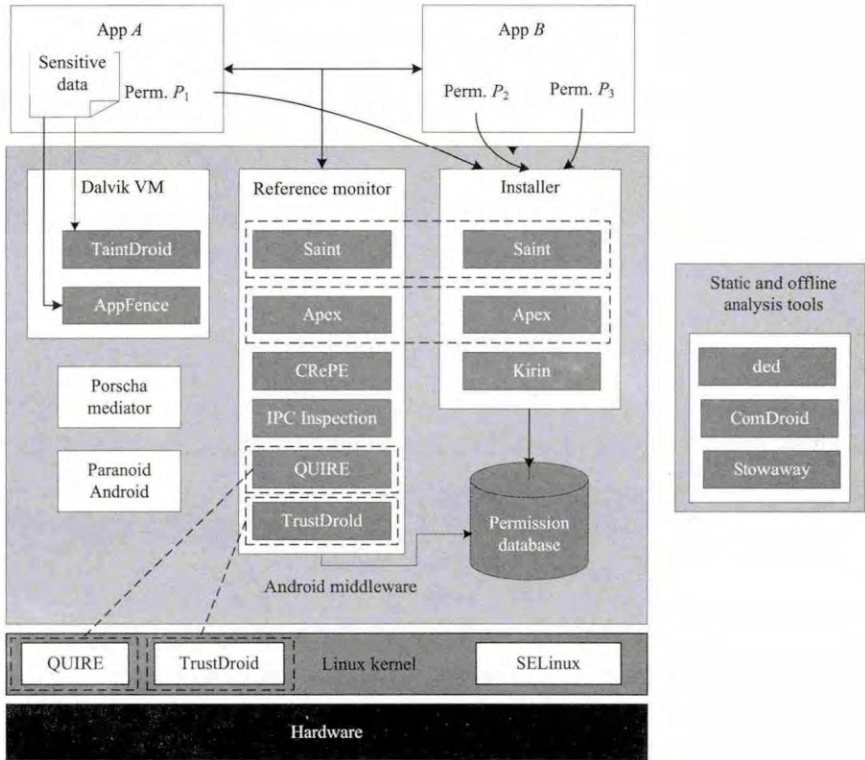 App A
App B
Sensitive
data
Perm. P1
Perm. P2
Perm. P3
Dalvik VM
TaintDroid
AppFence
Porscha
mediator
Paranoid
Android
Reference monitor
Saint
Apex
CRePE
IPC Inspection
QUIRE
TrustDrold
Installer
Saint
Apex
Kirin
Permission
database
Android middleware
Static and offline
analysis tools
ded
ComDroid
Stowaway
QUIRE
TrustDroid
Linux kernel
SELinux
Hardware